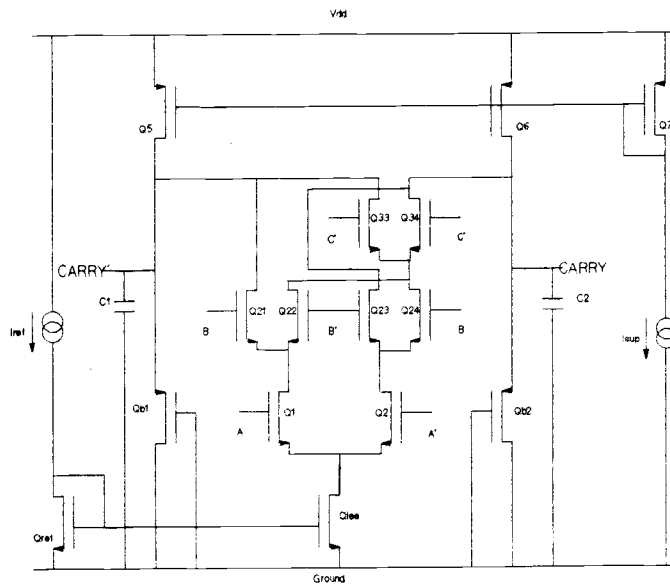 Vdd
Q5
Q6
Q7
Q33
Q34
C'
C'
CARRY'
CARRY
C1
C2
Q21
Q22
Q23
Q24
B
B'
B
Iref
Isup
Qb1
Q1
Q2
Qb2
A
A'
Qref
Qiee
Ground